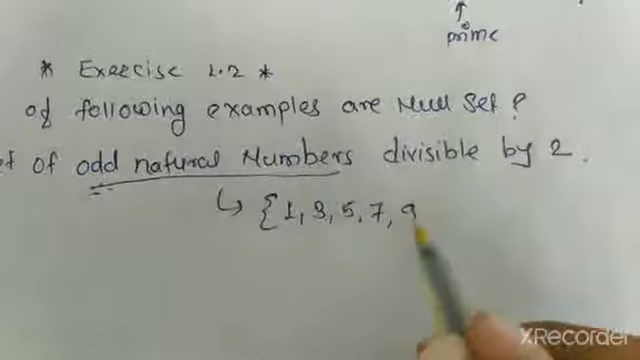 ↑
prime
* Exercise 1.2 *
of following examples are Null set ?
of odd natural Numbers divisible by 2.
↳ {1, 3, 5, 7, 9
XRecorder